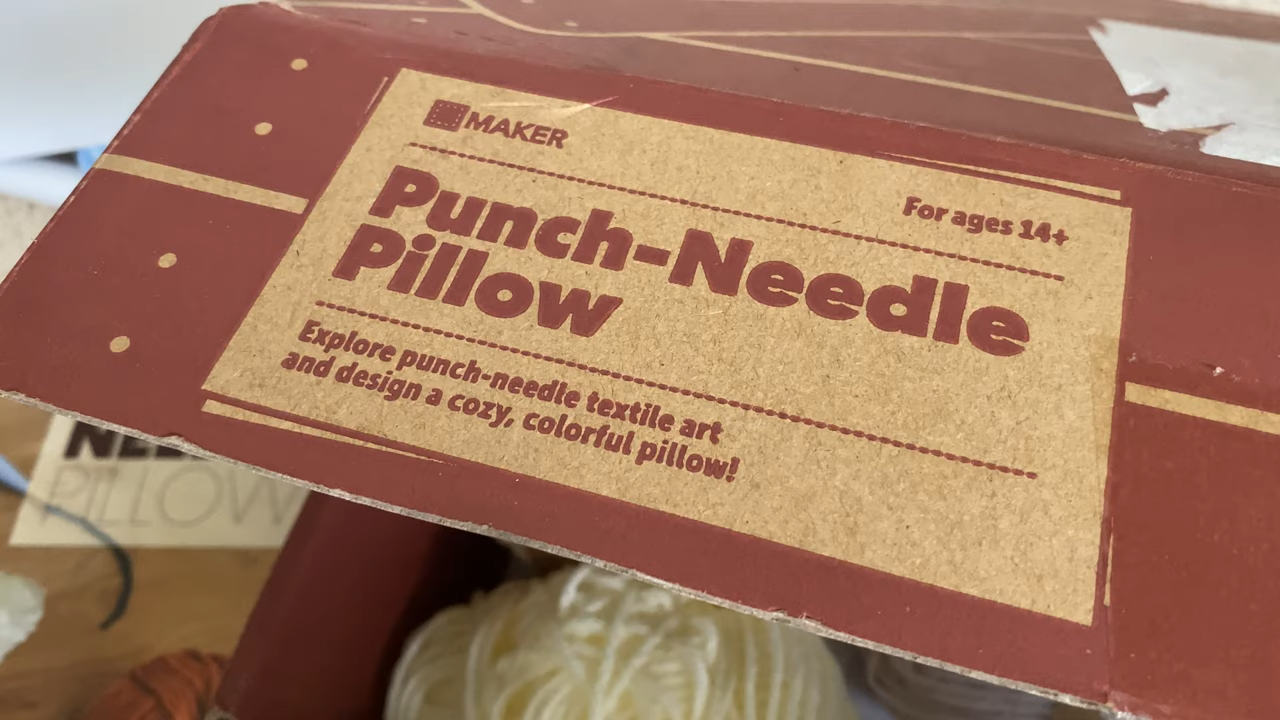 MAKER
For ages 14+
Punch-Needle
Pillow
Explore punch-needle textile art
and design a cozy, colorful pillow!
PILLOW